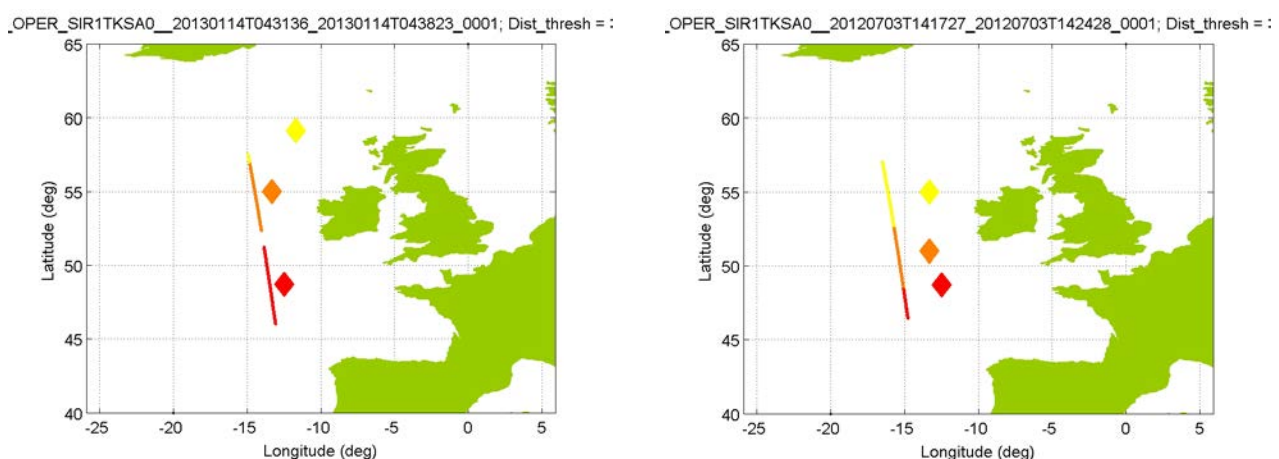 _OPER_SIR1TKSA0__20130114T043136_20130114T043823_0001; Dist_thresh =
65
60
55
50
45
40
Latitude (deg)
-25 -20 -15 -10 -5 0 5
Longitude (deg)
_OPER_SIR1TKSA0__20120703T141727_20120703T142428_0001; Dist_thresh =
65
60
55
50
45
40
Latitude (deg)
-25 -20 -15 -10 -5 0 5
Longitude (deg)